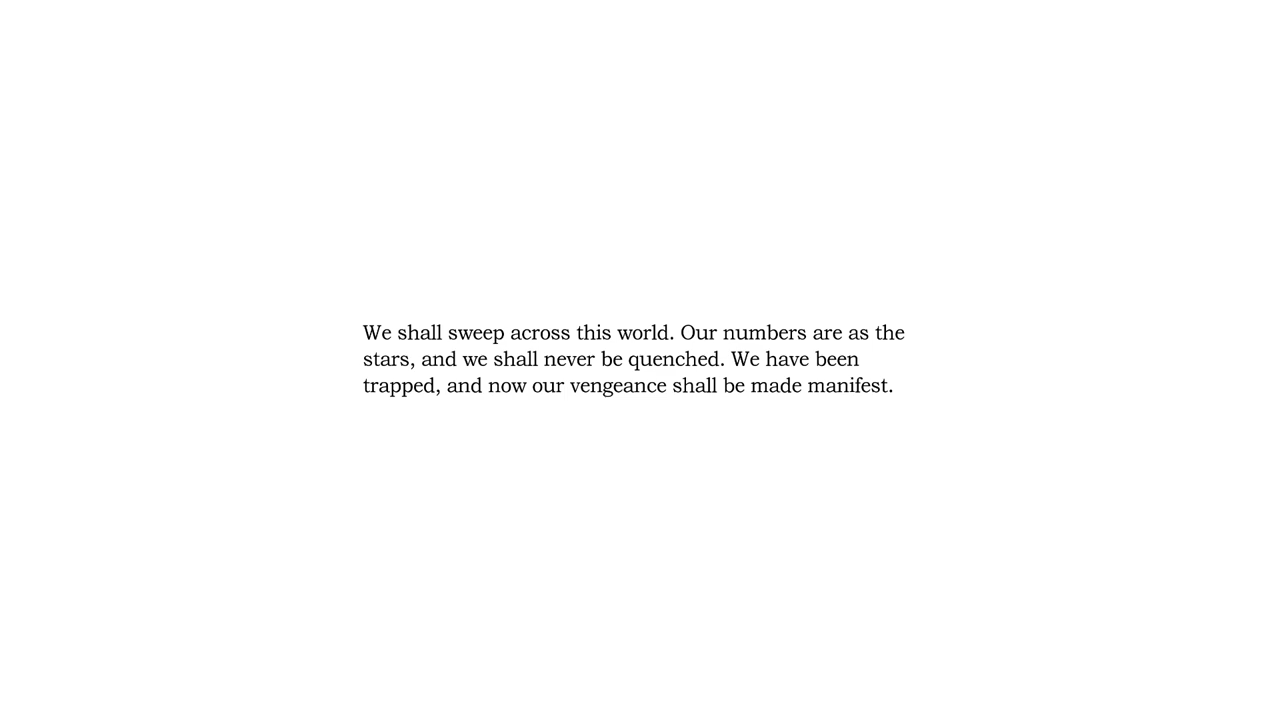 We shall sweep across this world. Our numbers are as the
stars, and we shall never be quenched. We have been
trapped, and now our vengeance shall be made manifest.